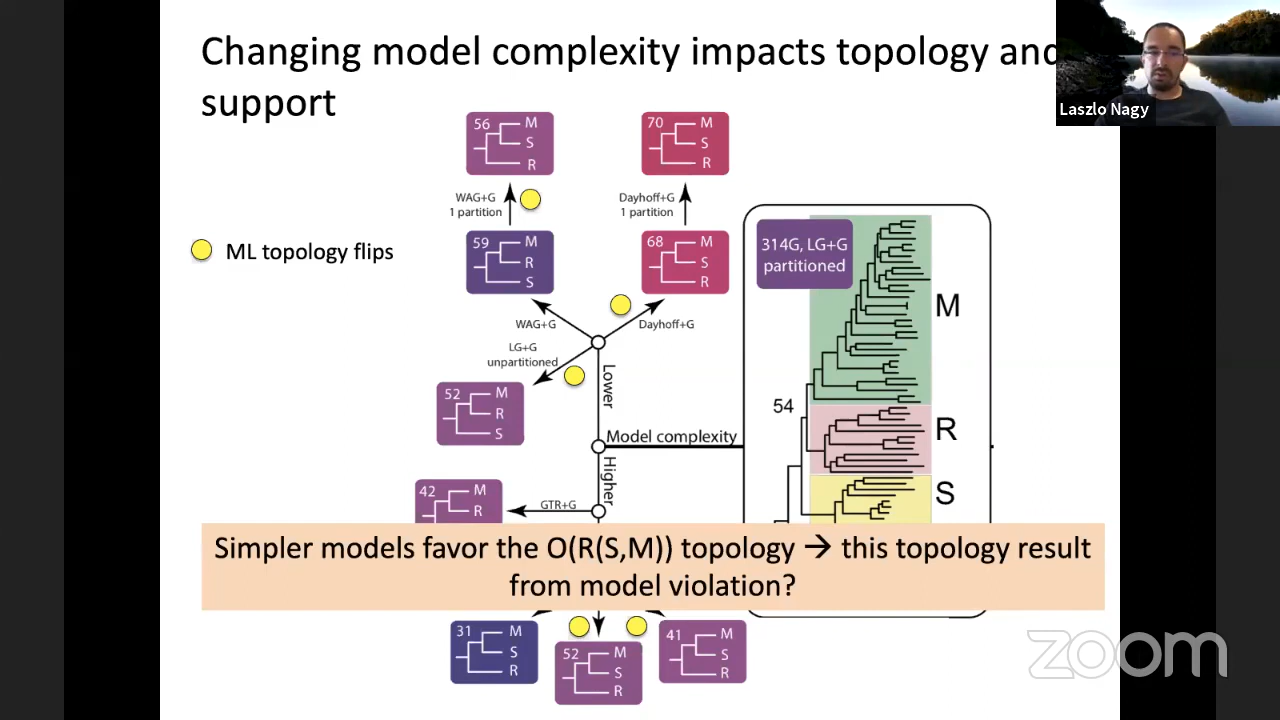 Changing model complexity impacts topology and
support
Laszlo Nagy
56 M
S
R
70 M
S
R
WAG+G
1 partition
Dayhoff+G
1 partition
ML topology flips
59 M
R
S
68 M
S
R
314G, LG+G
partitioned
M
WAG+G
Dayhoff+G
LG+G
unpartitioned
Lower
52 M
R
S
54
R
Model complexity
Higher
S
42 M
R
GTR+G
Simpler models favor the O(R(S,M)) topology → this topology result
from model violation?
31 M
S
R
52 M
S
R
41 M
S
R
zoom